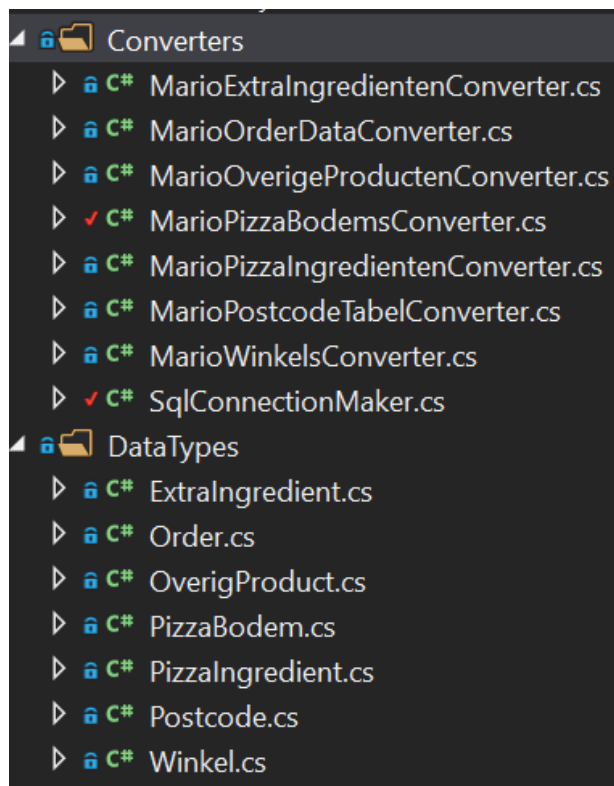 Converters
C# MarioExtraIngredientenConverter.cs
C# MarioOrderDataConverter.cs
C# MarioOverigeProductenConverter.cs
C# MarioPizzaBodemsConverter.cs
C# MarioPizzaIngredientenConverter.cs
C# MarioPostcodeTabelConverter.cs
C# MarioWinkelsConverter.cs
C# SqlConnectionMaker.cs
DataTypes
C# ExtraIngredient.cs
C# Order.cs
C# OverigProduct.cs
C# PizzaBodem.cs
C# PizzaIngredient.cs
C# Postcode.cs
C# Winkel.cs